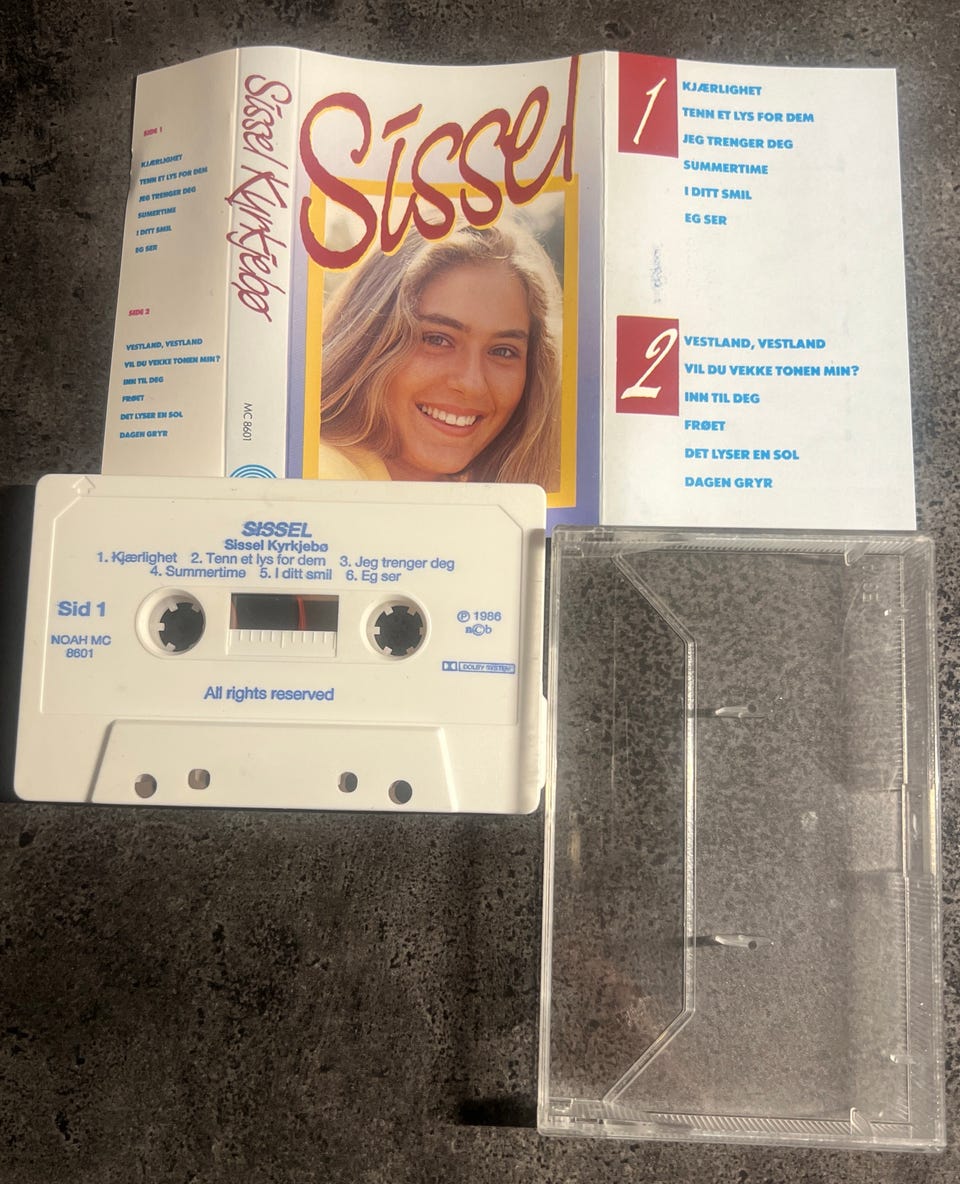 SIDE 1
KJÆRLIGHET
TENN ET LYS FOR DEM
JEG TRENGER DEG
SUMERTIME
I DITT SMIL
EG SER
SIDE 2
VESTLAND, VESTLAND
VIL DU VEKKE TONEN MIN?
INN TIL DEG
FRØET
DET LYSER EN SOL
DAGEN GRYR
Sissel Kyrkjebø
MC 8601
Sissel
1
KJÆRLIGHET
TENN ET LYS FOR DEM
JEG TRENGER DEG
SUMMERTIME
I DITT SMIL
EG SER
2
VESTLAND, VESTLAND
VIL DU VEKKE TONEN MIN?
INN TIL DEG
FRØET
DET LYSER EN SOL
DAGEN GRYR
SISSEL
Sissel Kyrkjebø
1. Kjærlighet 2. Tenn et lys for dem 3. Jeg trenger deg
4. Summertime 5. I ditt smil 6. Eg ser
Sid 1
NOAH MC
8601
℗ 1986
n©b
DOLBY SYSTEM
All rights reserved